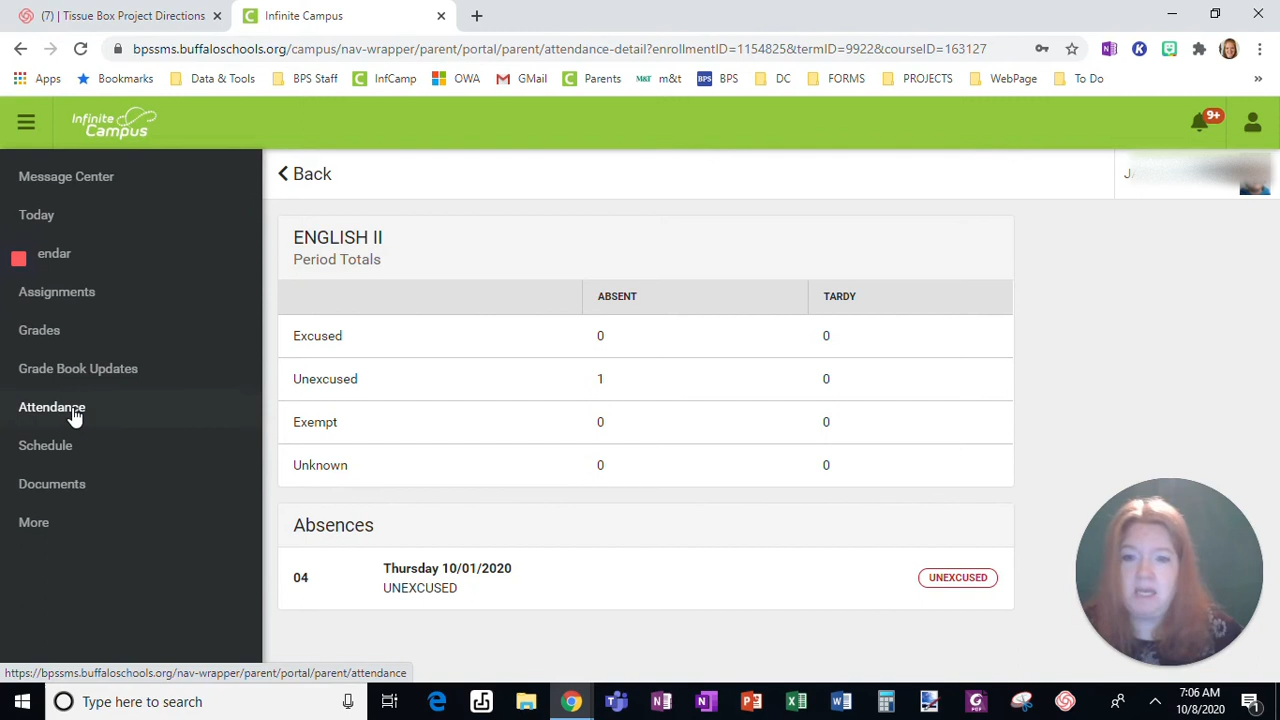 (7) | Tissue Box Project Directions
Infinite Campus
bpssms.buffaloschools.org/campus/nav-wrapper/parent/portal/parent/attendance-detail?enrollmentID=1154825&termID=9922&courseID=163127
Apps Bookmarks Data & Tools BPS Staff InfCamp OWA GMail Parents M&T m&t BPS BPS DC FORMS PROJECTS WebPage To Do
Infinite Campus
9+
Message Center
Today
endar
Assignments
Grades
Grade Book Updates
Attendance
Schedule
Documents
More
Back
ENGLISH II
Period Totals
ABSENT TARDY
Excused 0 0
Unexcused 1 0
Exempt 0 0
Unknown 0 0
Absences
04 Thursday 10/01/2020
UNEXCUSED
UNEXCUSED
https://bpssms.buffaloschools.org/nav-wrapper/parent/portal/parent/attendance
Type here to search
7:06 AM
10/8/2020
1